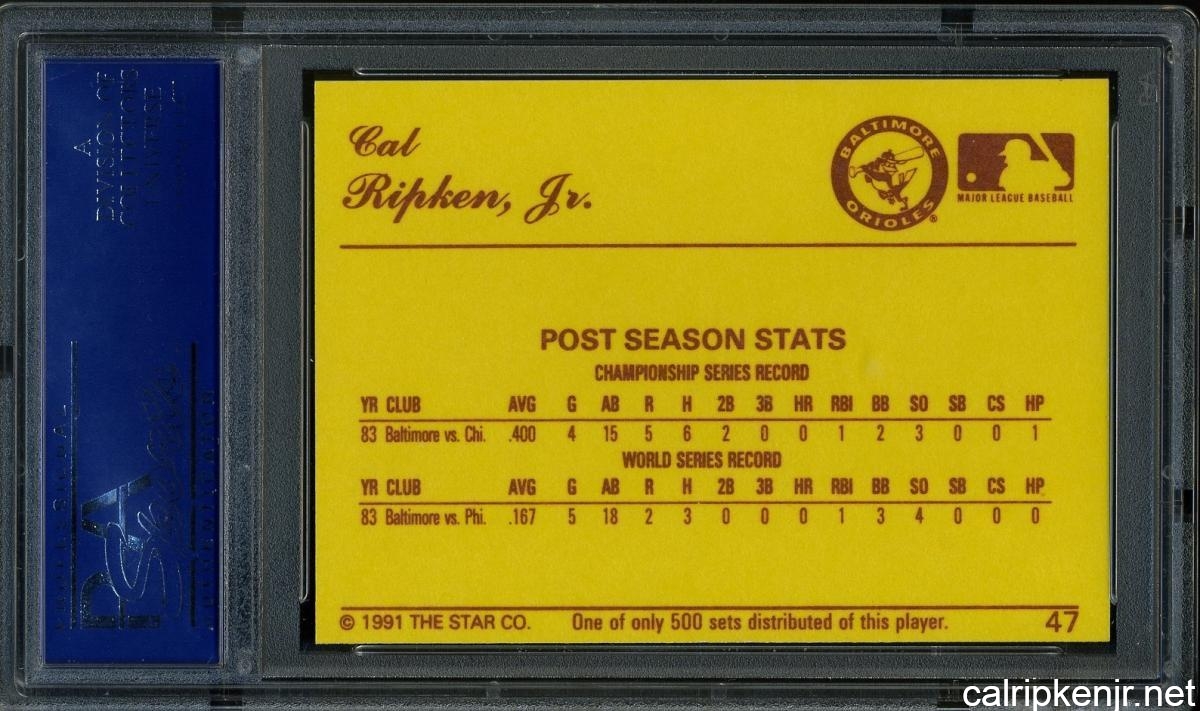 A
DIVISION OF
COLLECTORS
UNIVERSE
PSA
Cal
Ripken, Jr.
BALTIMORE
ORIOLES
®
MAJOR LEAGUE BASEBALL
POST SEASON STATS
CHAMPIONSHIP SERIES RECORD
YR CLUB AVG G AB R H 2B 3B HR RBI BB SO SB CS HP
83 Baltimore vs. Chi. .400 4 15 5 6 2 0 0 1 2 3 0 0 1
WORLD SERIES RECORD
YR CLUB AVG G AB R H 2B 3B HR RBI BB SO SB CS HP
83 Baltimore vs. Phi. .167 5 18 2 3 0 0 0 1 3 4 0 0 0
© 1991 THE STAR CO. One of only 500 sets distributed of this player. 47
calripkenjr.net